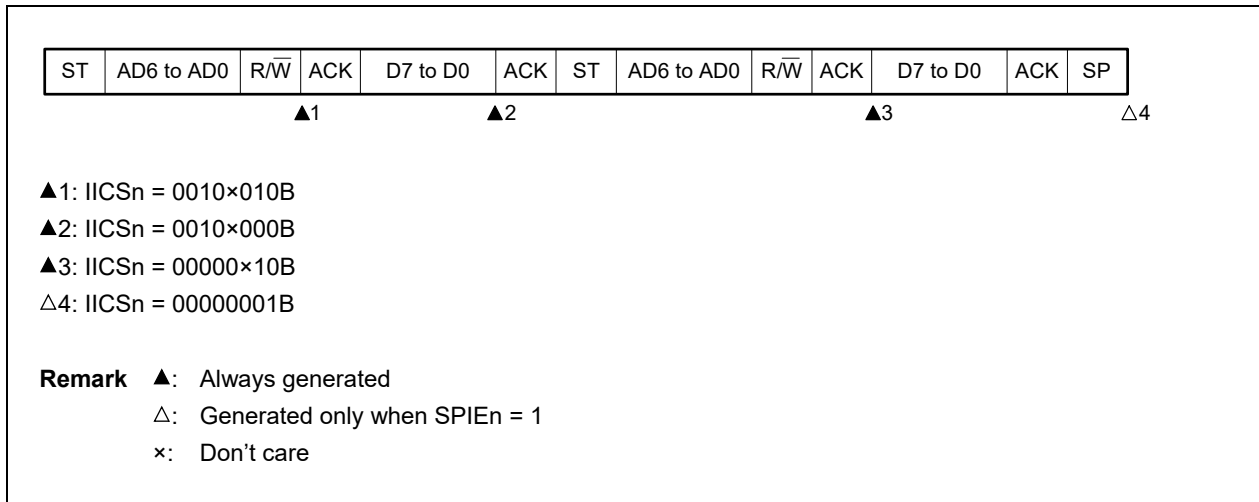 ST AD6 to AD0 R/W̅ ACK D7 to D0 ACK ST AD6 to AD0 R/W̅ ACK D7 to D0 ACK SP
▲1 ▲2 ▲3 △4
▲1: IICSn = 0010×010B
▲2: IICSn = 0010×000B
▲3: IICSn = 00000×10B
△4: IICSn = 00000001B
Remark ▲: Always generated
△: Generated only when SPIEn = 1
×: Don't care